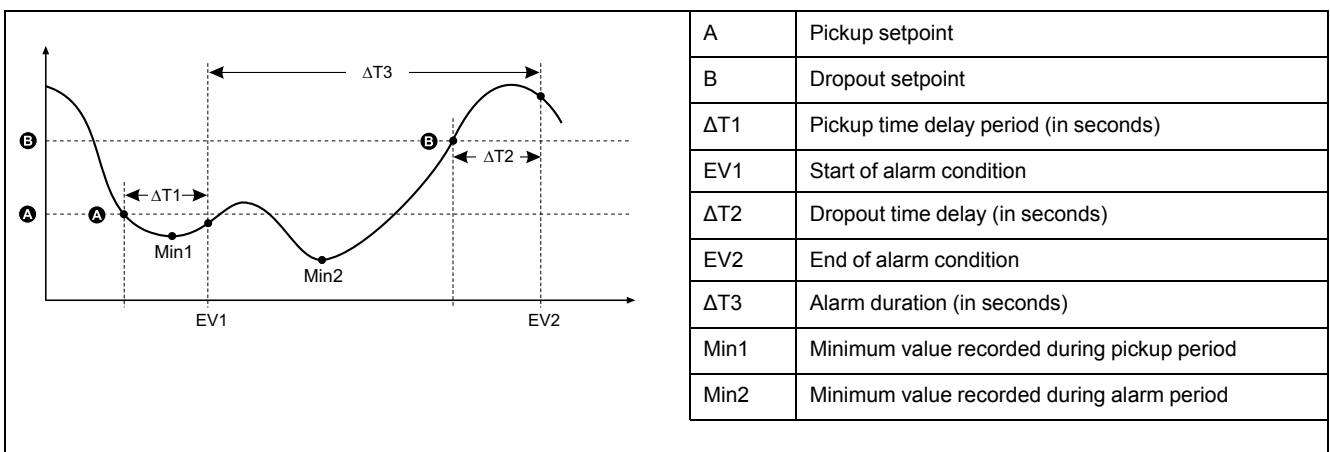 ΔT3
B
B
ΔT2
ΔT1
A
A
Min1
Min2
EV1
EV2
A Pickup setpoint
B Dropout setpoint
ΔT1 Pickup time delay period (in seconds)
EV1 Start of alarm condition
ΔT2 Dropout time delay (in seconds)
EV2 End of alarm condition
ΔT3 Alarm duration (in seconds)
Min1 Minimum value recorded during pickup period
Min2 Minimum value recorded during alarm period